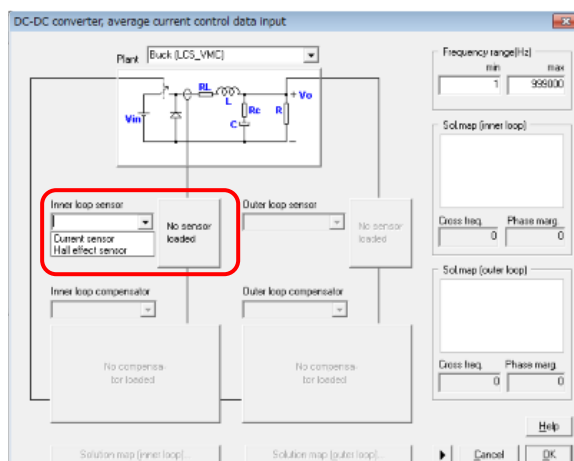 DC-DC converter, average current control data input
Plant
Buck (LCS_VMC)
RL
L
Vin
C
Rc
R
+ Vo
Frequency range(Hz)
min
max
1
999000
Sol.map (inner loop)
Cross freq.
Phase marg.
0
0
Inner loop sensor
Current sensor
Hall effect sensor
No sensor
loaded
Outer loop sensor
No sensor
loaded
Sol.map (outer loop)
Cross freq.
Phase marg.
0
0
Inner loop compensator
No compensa-
tor loaded
Outer loop compensator
No compensa-
tor loaded
Help
Solution map (inner loop)...
Solution map (outer loop)...
Cancel
OK